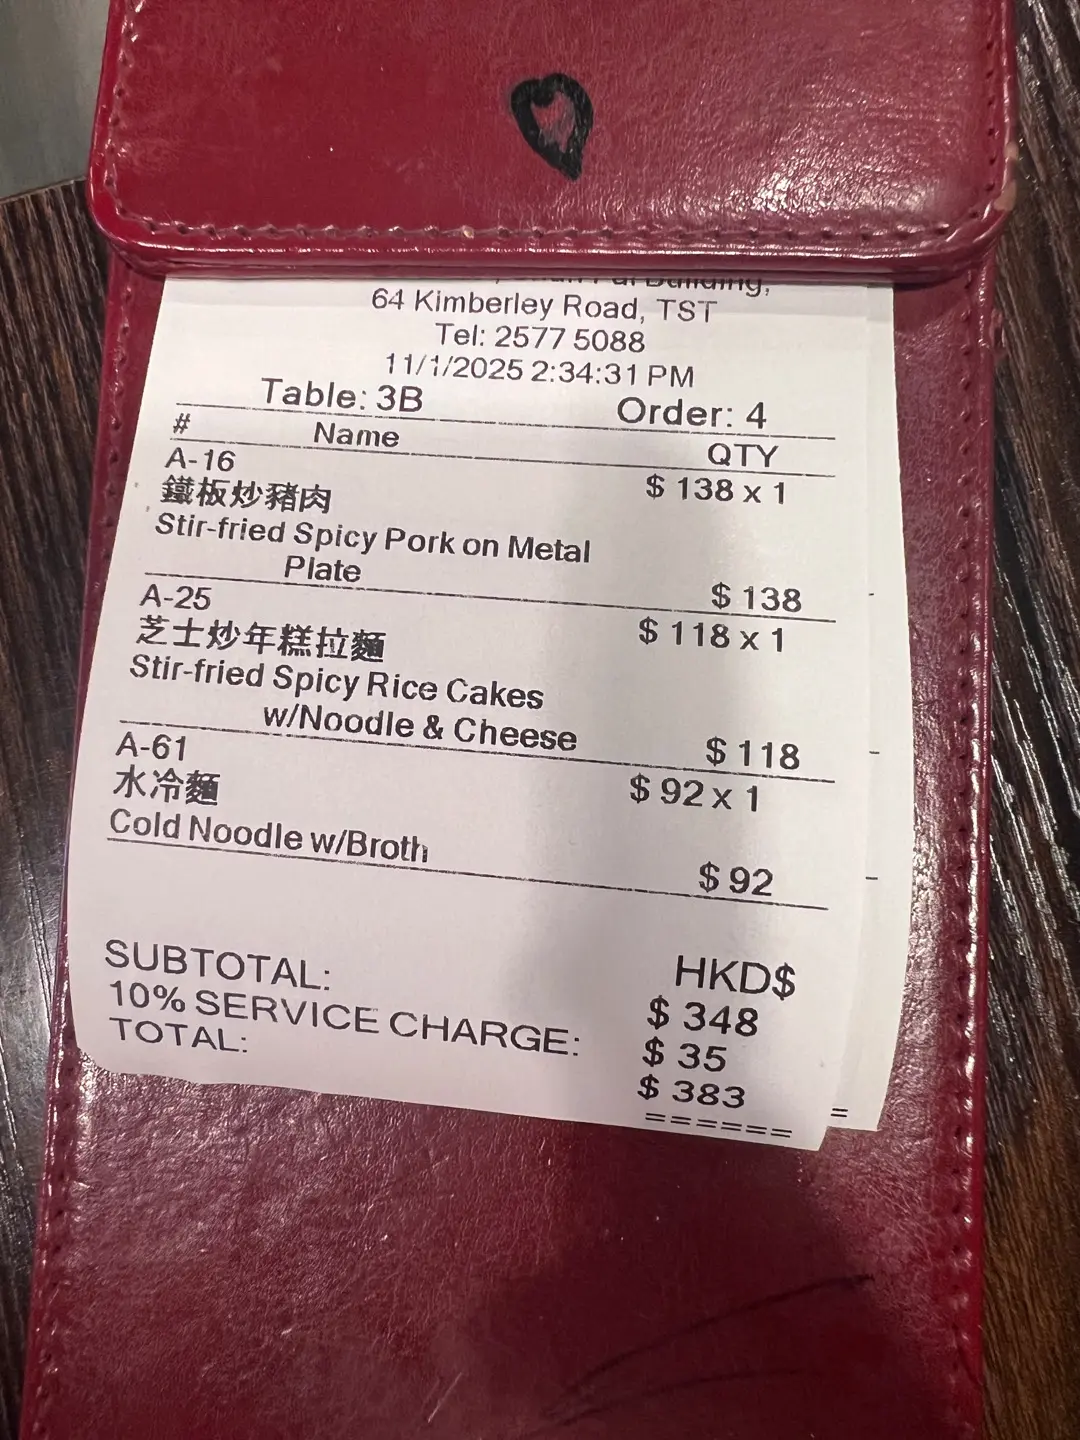 Building,
64 Kimberley Road, TST
Tel: 2577 5088
11/1/2025 2:34:31 PM
Table: 3B Order: 4
# Name QTY
A-16
鐵板炒豬肉 $ 138 x 1
Stir-fried Spicy Pork on Metal
Plate
$ 138
A-25
芝士炒年糕拉麵 $ 118 x 1
Stir-fried Spicy Rice Cakes
w/Noodle & Cheese
$ 118
A-61
水冷麵 $ 92 x 1
Cold Noodle w/Broth
$ 92
HKD$
SUBTOTAL: $ 348
10% SERVICE CHARGE: $ 35
TOTAL: $ 383
======